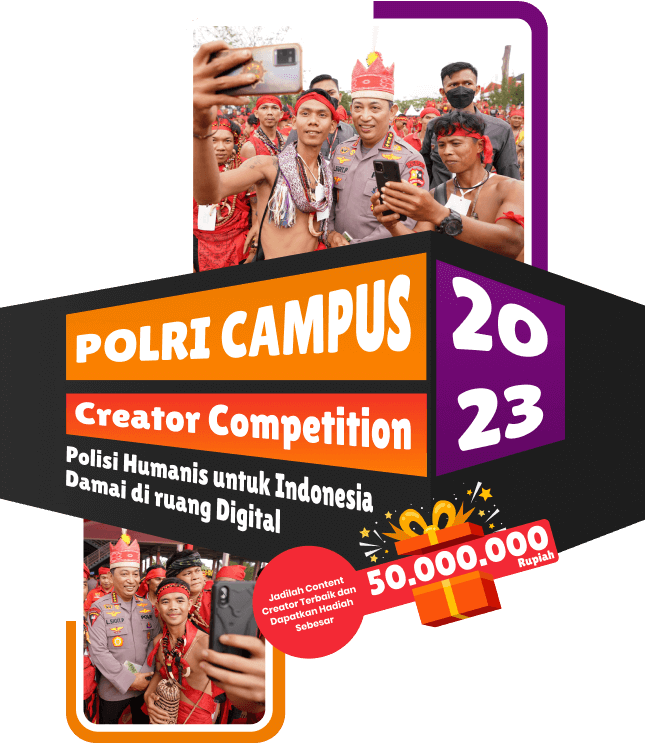 POLRI CAMPUS
20
23
Creator Competition
Polisi Humanis untuk Indonesia
Damai di ruang Digital
Jadilah Content
Creator Terbaik dan
Dapatkan Hadiah
Sebesar
50.000.000
Rupiah